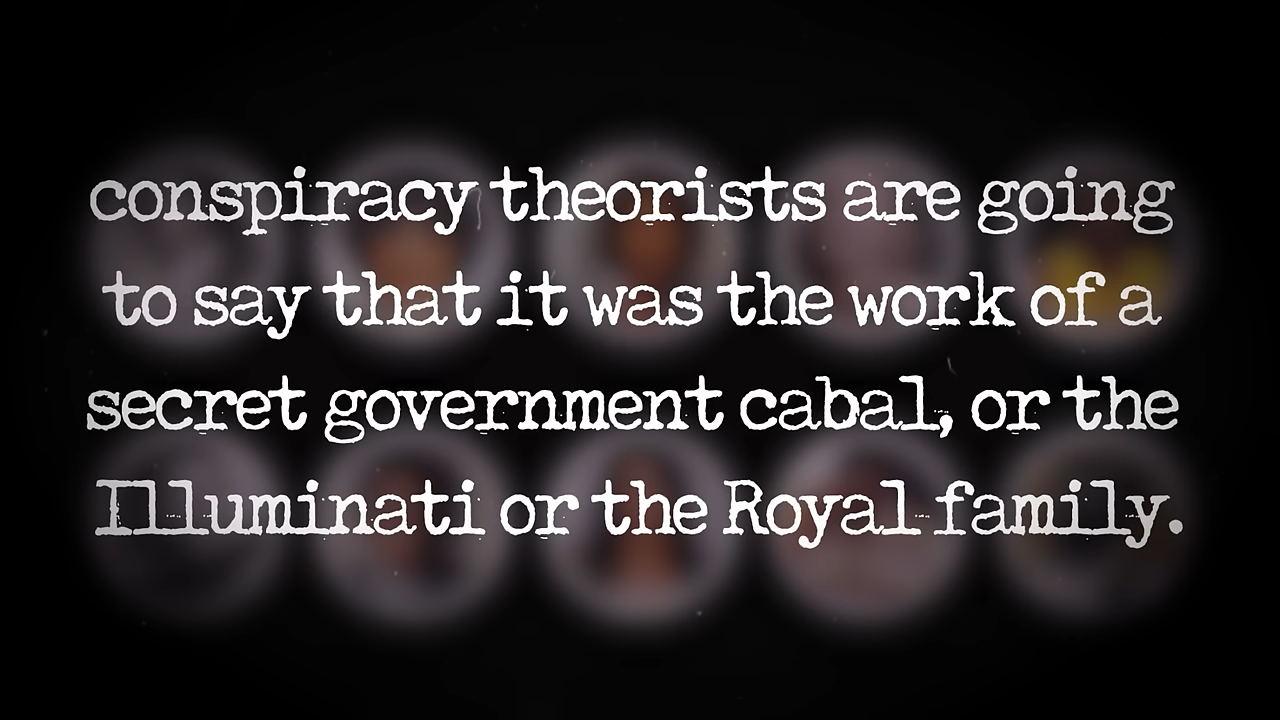 conspiracy theorists are going
to say that it was the work of a
secret government cabal, or the
Illuminati or the Royal family.